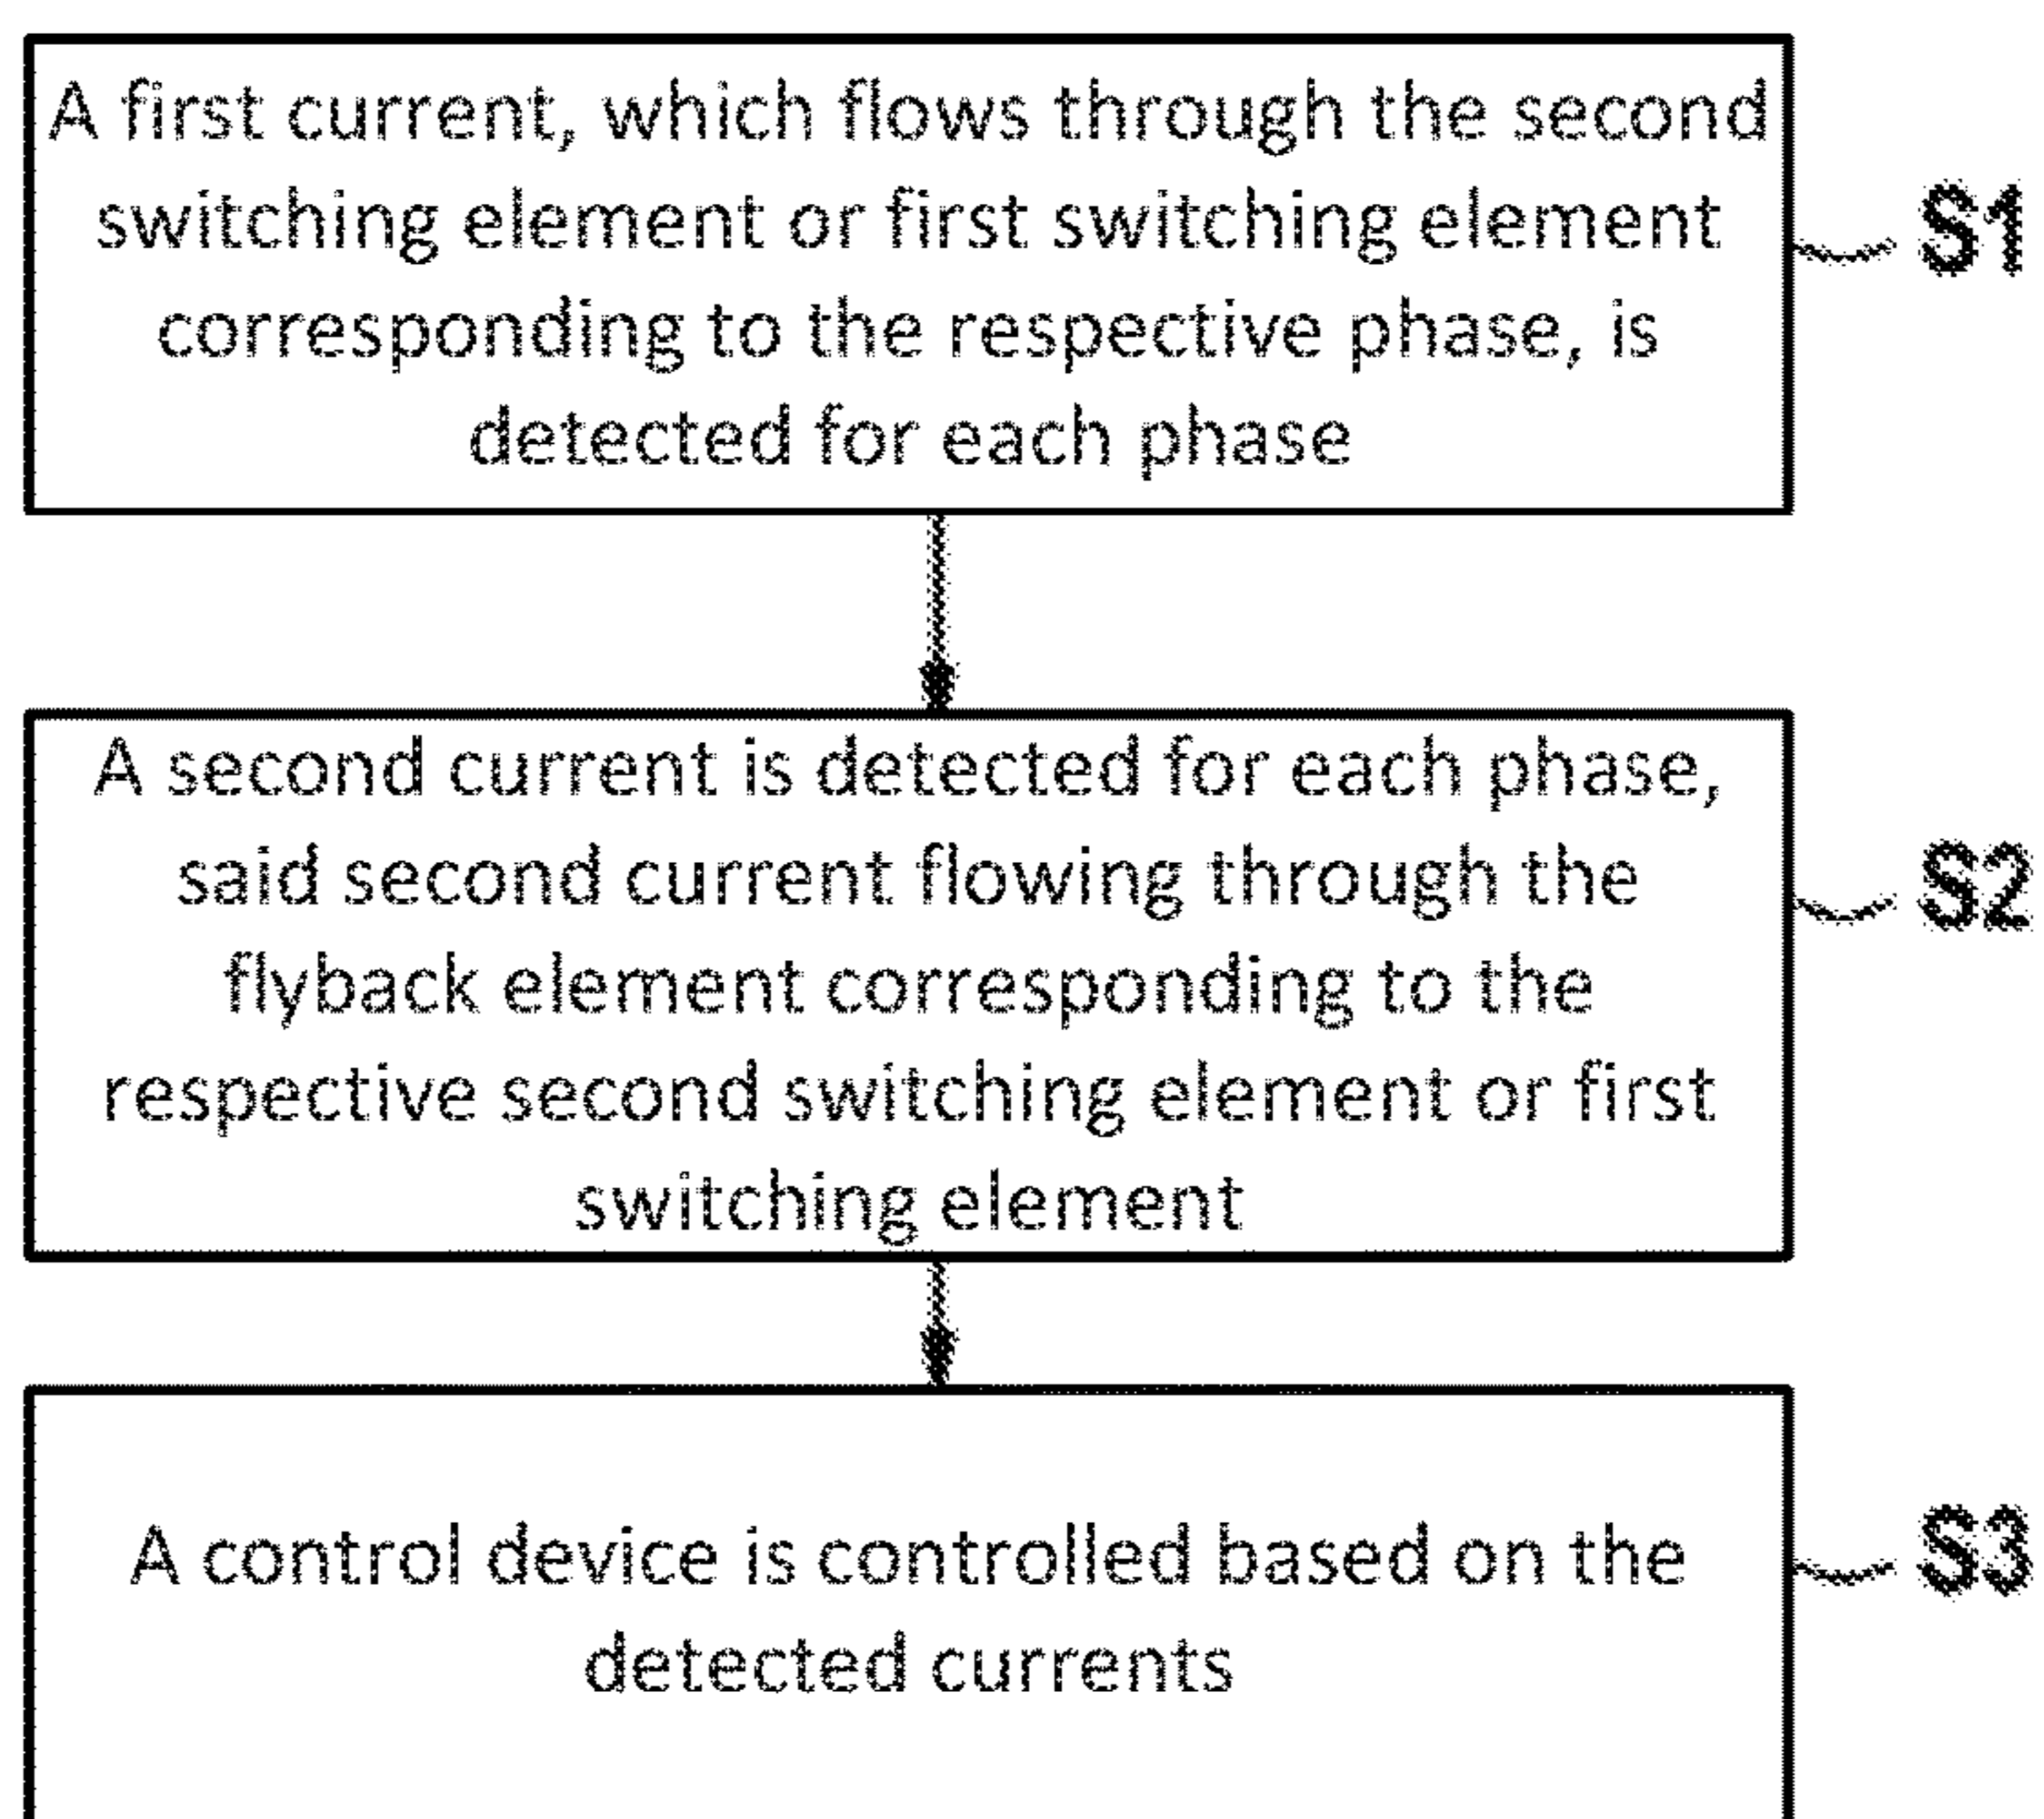 A first current, which flows through the second
switching element or first switching element
corresponding to the respective phase, is
detected for each phase
S1
A second current is detected for each phase,
said second current flowing through the
flyback element corresponding to the
respective second switching element or first
switching element
S2
A control device is controlled based on the
detected currents
S3